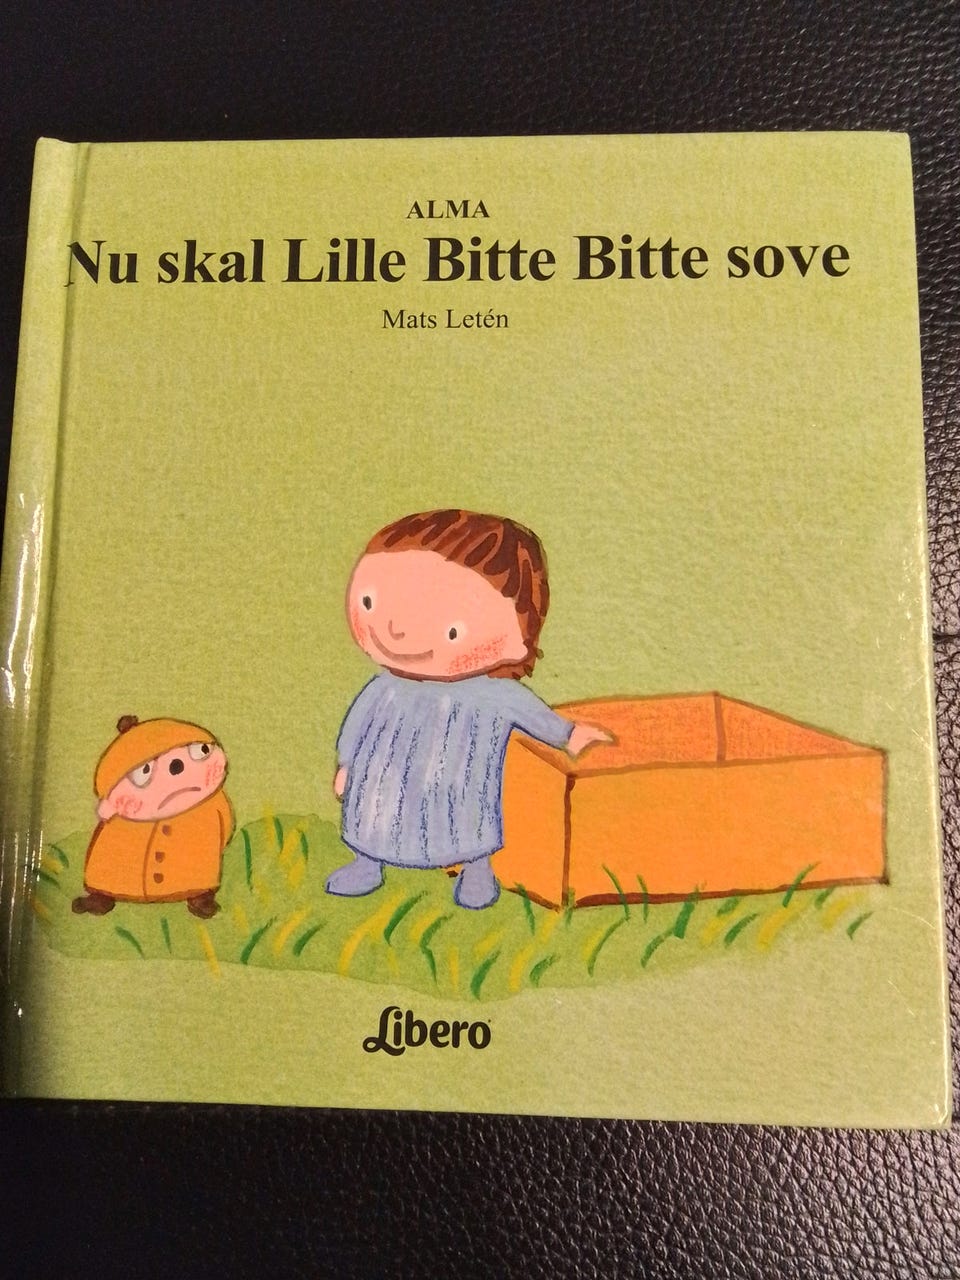 ALMA
Nu skal Lille Bitte Bitte sove
Mats Letén
Libero